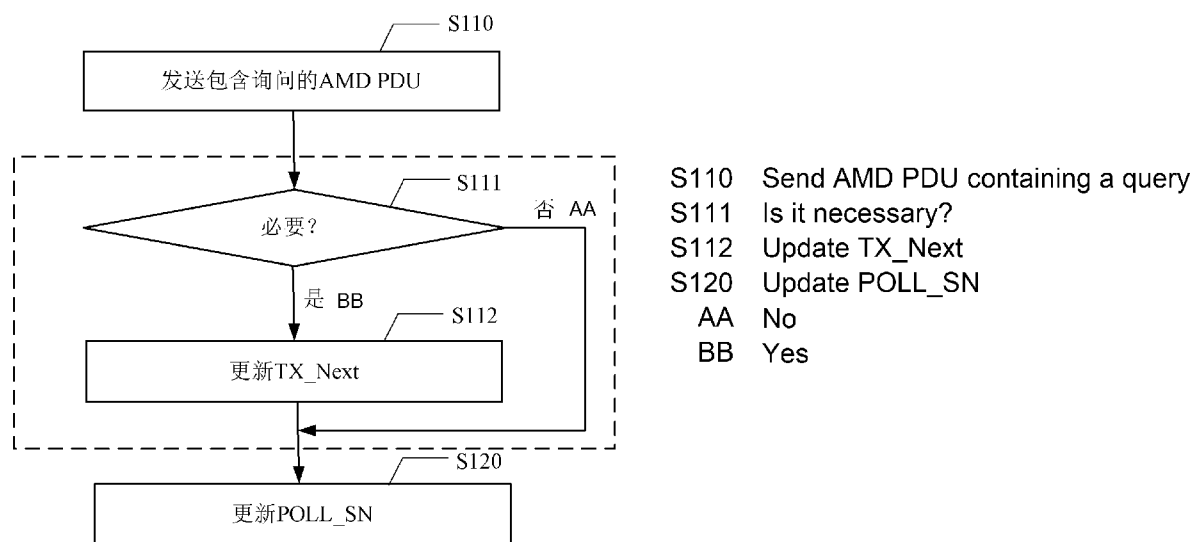 S110
发送包含询问的AMD PDU
S111
必要？
否 AA
是 BB
S112
更新TX_Next
S120
更新POLL_SN
S110 Send AMD PDU containing a query
S111 Is it necessary?
S112 Update TX_Next
S120 Update POLL_SN
AA No
BB Yes